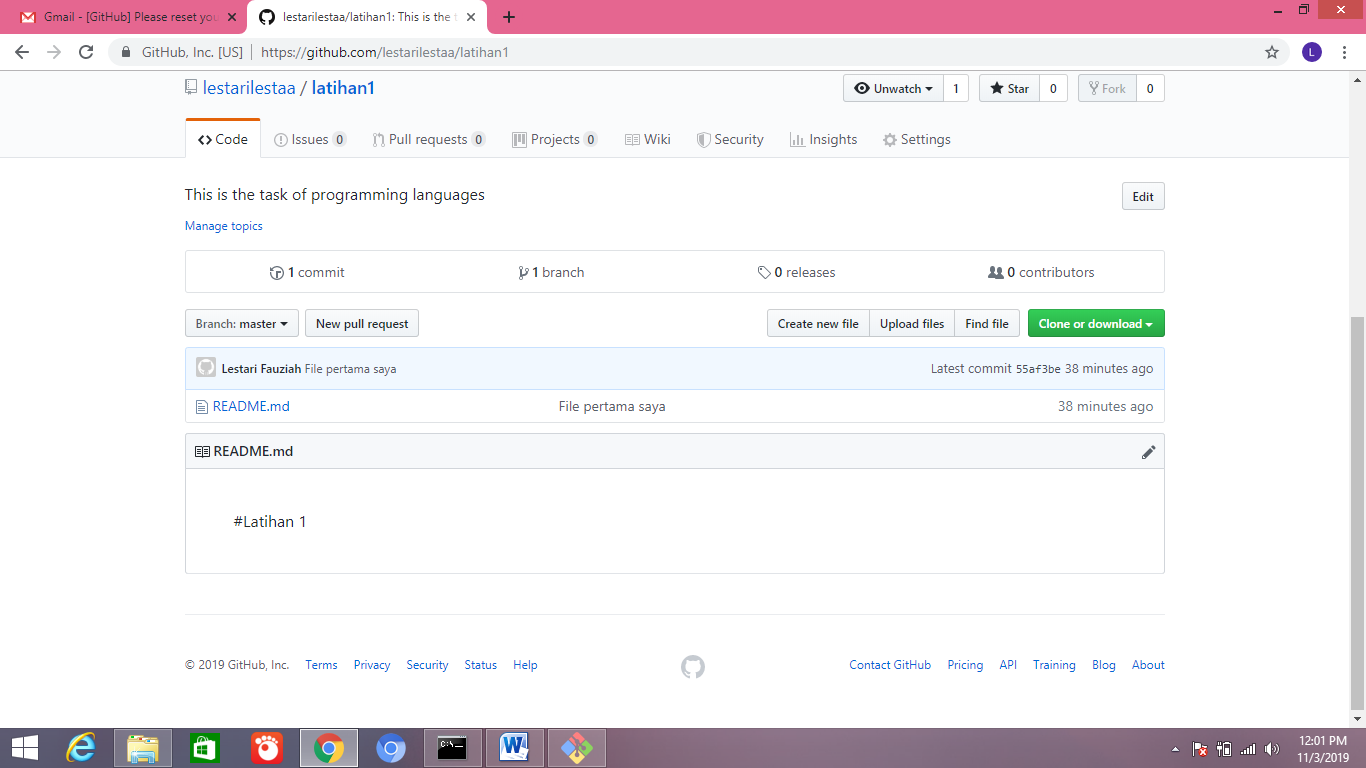 Gmail - [GitHub] Please reset you
lestarilestaa/latihan1: This is the t
GitHub, Inc. [US] https://github.com/lestarilestaa/latihan1
L
lestarilestaa / latihan1
Unwatch 1 Star 0 Fork 0
Code Issues 0 Pull requests 0 Projects 0 Wiki Security Insights Settings
This is the task of programming languages
Edit
Manage topics
1 commit 1 branch 0 releases 0 contributors
Branch: master New pull request Create new file Upload files Find file Clone or download
Lestari Fauziah File pertama saya Latest commit 55af3be 38 minutes ago
README.md File pertama saya 38 minutes ago
README.md
#Latihan 1
© 2019 GitHub, Inc. Terms Privacy Security Status Help Contact GitHub Pricing API Training Blog About
12:01 PM
11/3/2019